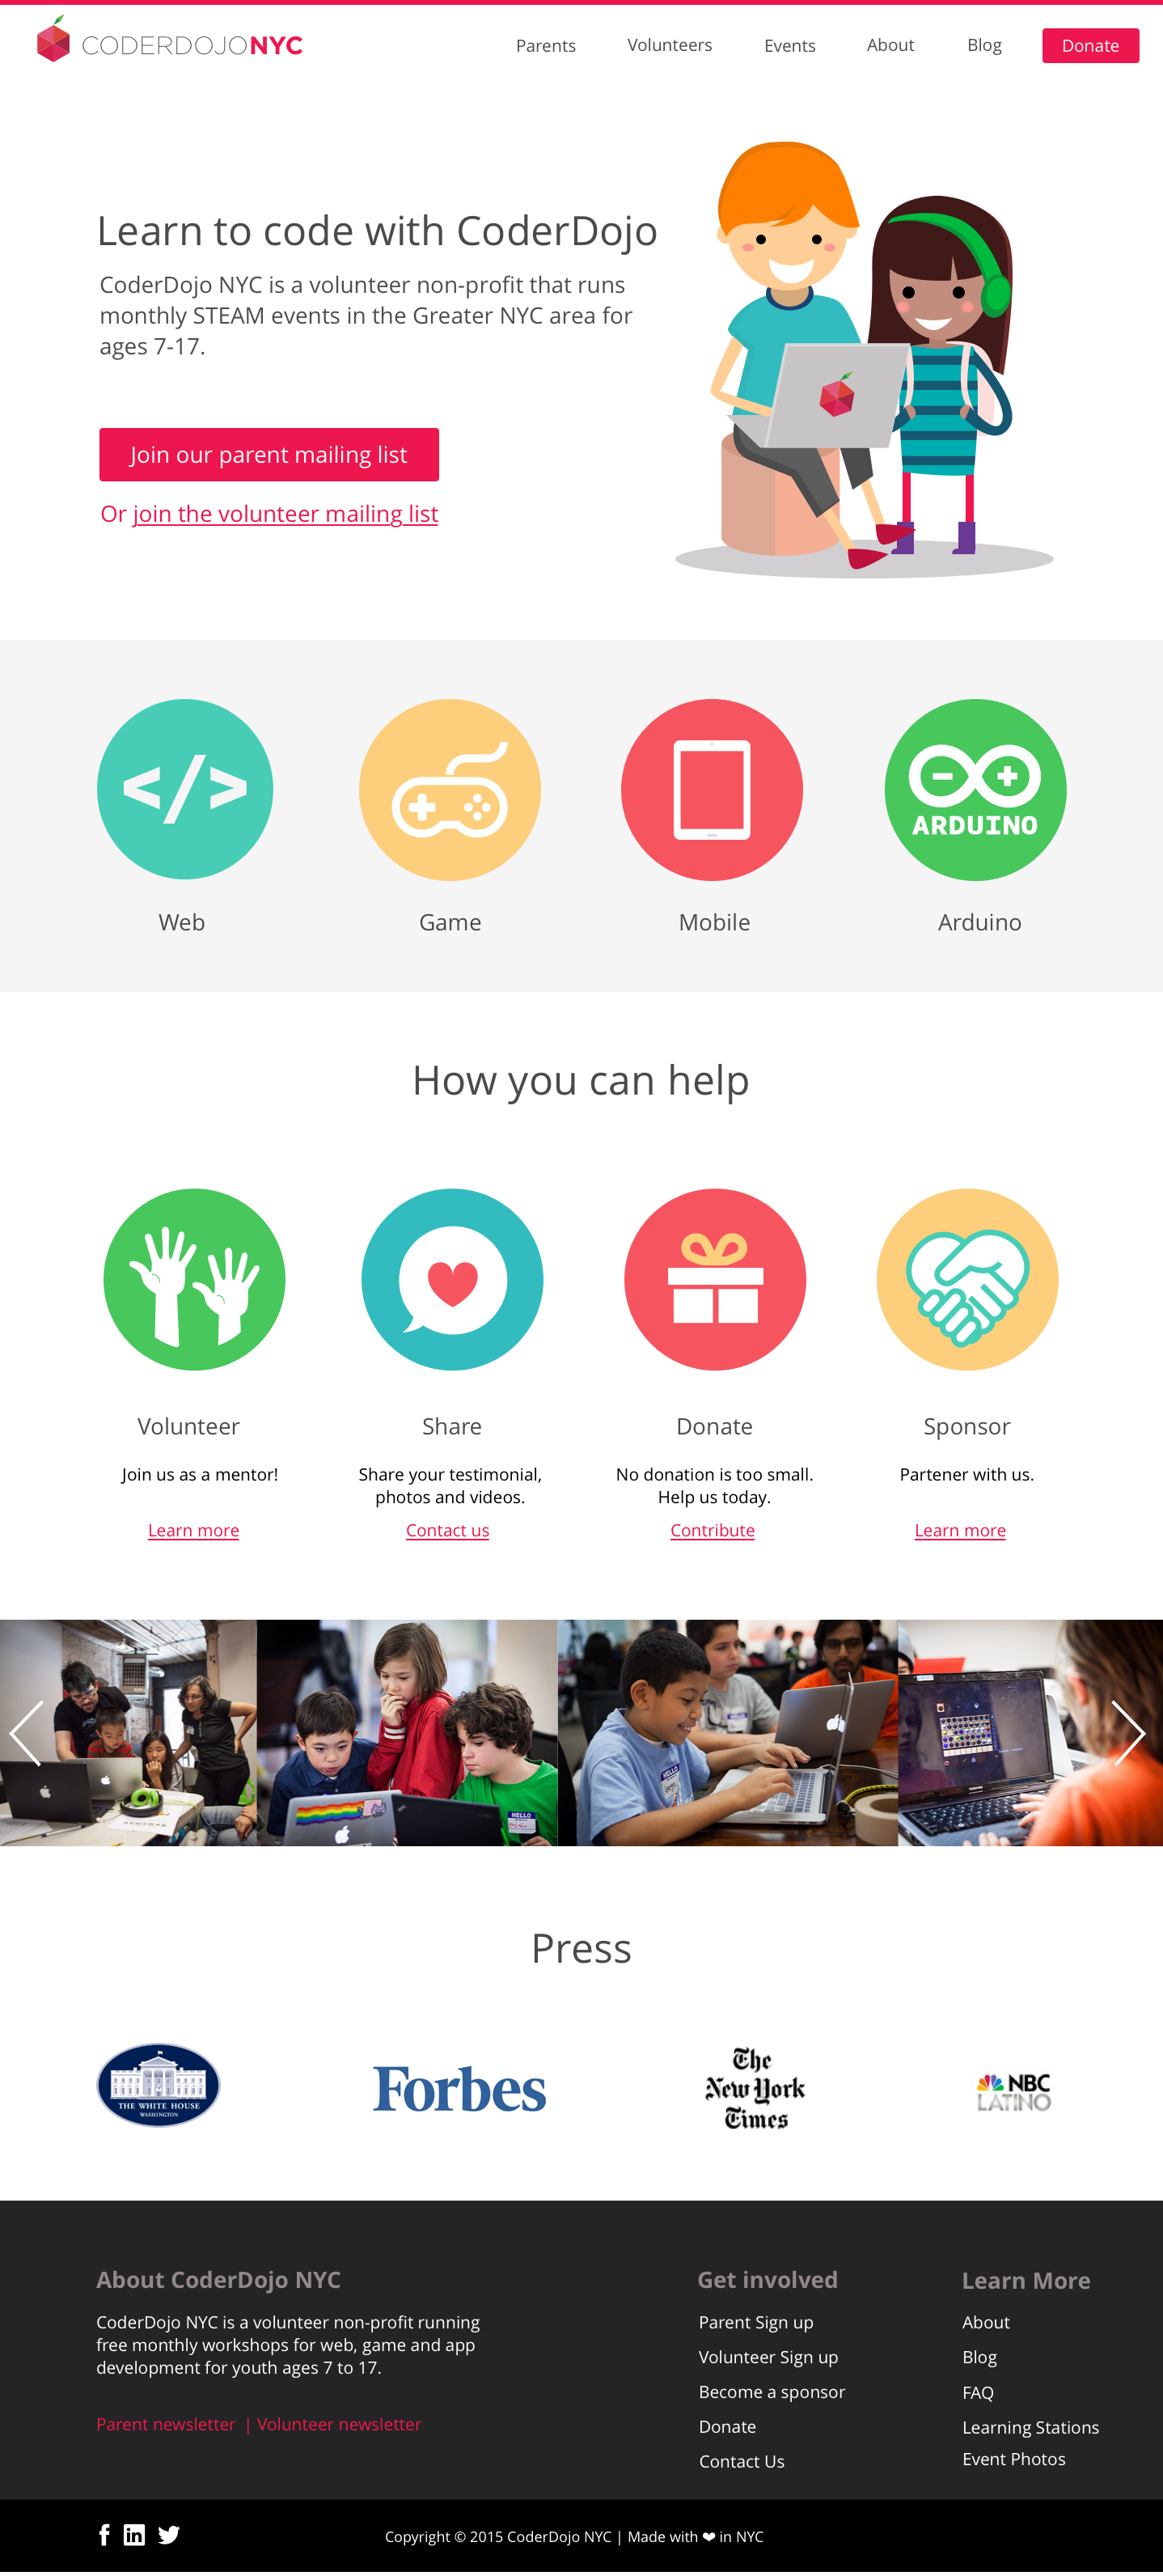 CODERDOJONYC
Parents Volunteers Events About Blog Donate
Learn to code with CoderDojo
CoderDojo NYC is a volunteer non-profit that runs
monthly STEAM events in the Greater NYC area for
ages 7-17.
Join our parent mailing list
Or join the volunteer mailing list
</>
ARDUINO
Web Game Mobile Arduino
How you can help
Volunteer Share Donate Sponsor
Join us as a mentor!
Share your testimonial,
photos and videos.
No donation is too small.
Help us today.
Partener with us.
Learn more Contact us Contribute Learn more
HELLO
HELLO
Press
THE WHITE HOUSE
WASHINGTON
Forbes
The
New York
Times
NBC
LATINO
About CoderDojo NYC
CoderDojo NYC is a volunteer non-profit running
free monthly workshops for web, game and app
development for youth ages 7 to 17.
Parent newsletter | Volunteer newsletter
Get involved
Parent Sign up
Volunteer Sign up
Become a sponsor
Donate
Contact Us
Learn More
About
Blog
FAQ
Learning Stations
Event Photos
f in
Copyright © 2015 CoderDojo NYC | Made with ❤ in NYC